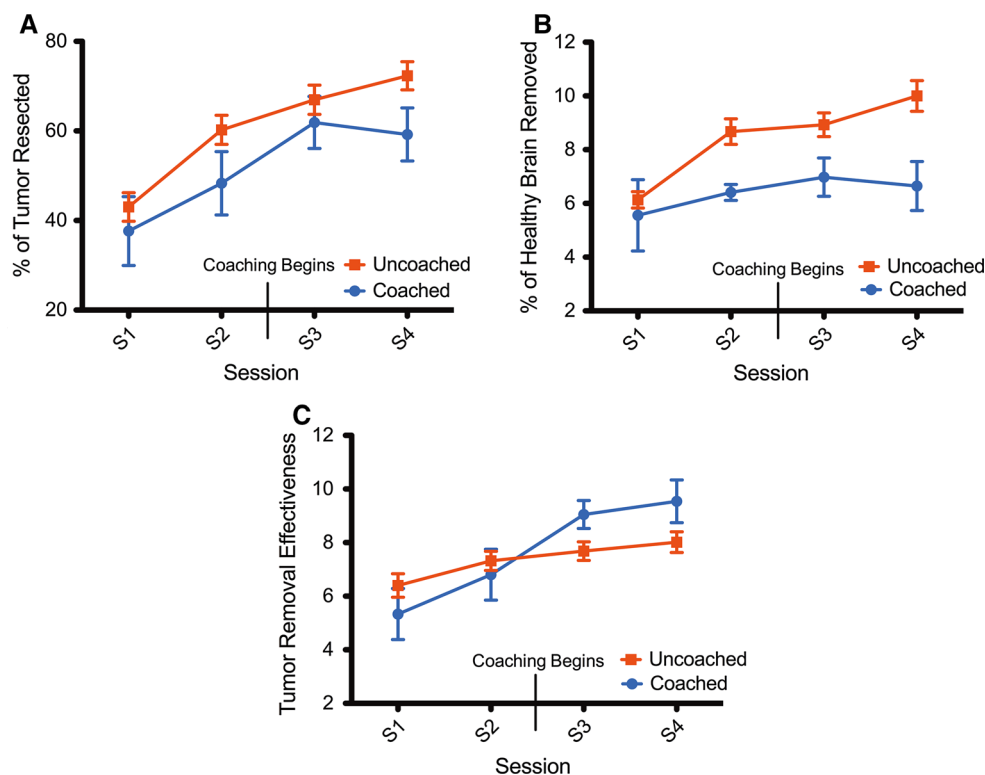 A
% of Tumor Resected
80
60
40
20
Coaching Begins
Uncoached
Coached
S1
S2
S3
S4
Session
B
% of Healthy Brain Removed
12
10
8
6
4
2
Coaching Begins
Uncoached
Coached
S1
S2
S3
S4
Session
C
Tumor Removal Effectiveness
12
10
8
6
4
2
Coaching Begins
Uncoached
Coached
S1
S2
S3
S4
Session